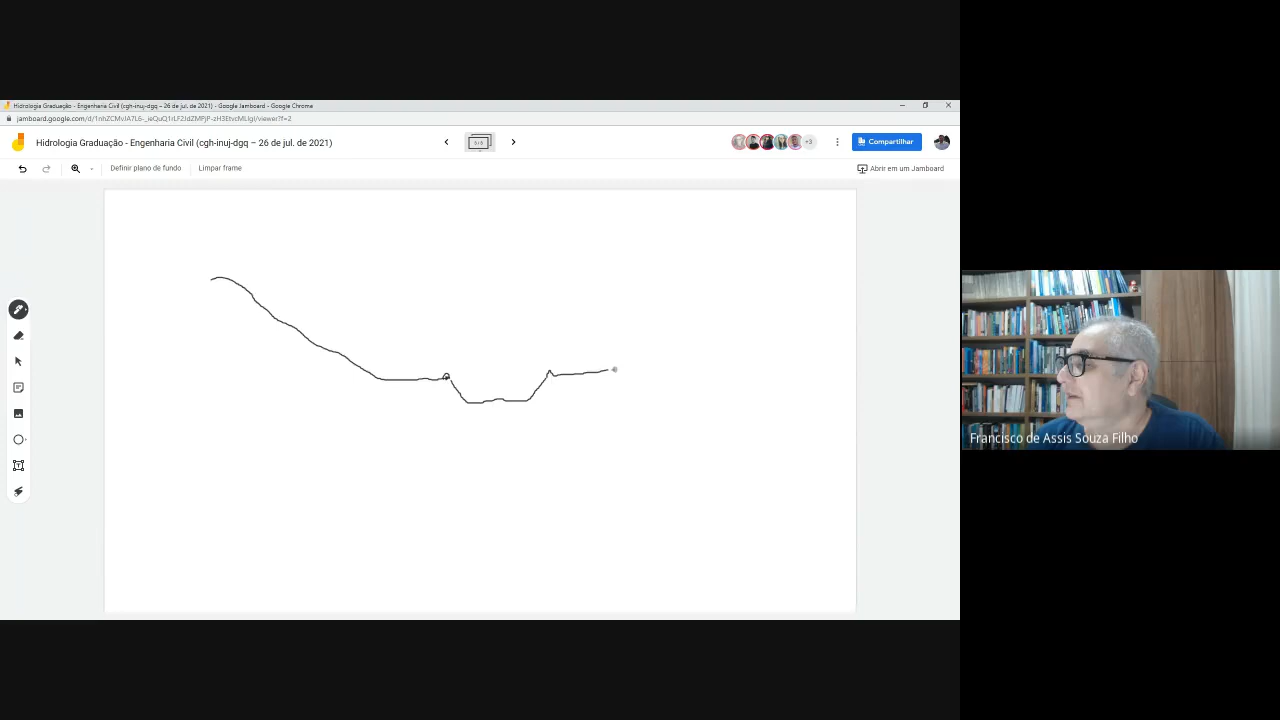 Hidrologia Graduação - Engenharia Civil (cgh-inuj-dgq – 26 de jul. de 2021) - Google Jamboard - Google Chrome
Hidrologia Graduação - Engenharia Civil (cgh-inuj-dgq – 26 de jul. de 2021)
+3
Compartilhar
Definir plano de fundo
Limpar frame
Abrir em um Jamboard
Francisco de Assis Souza Filho